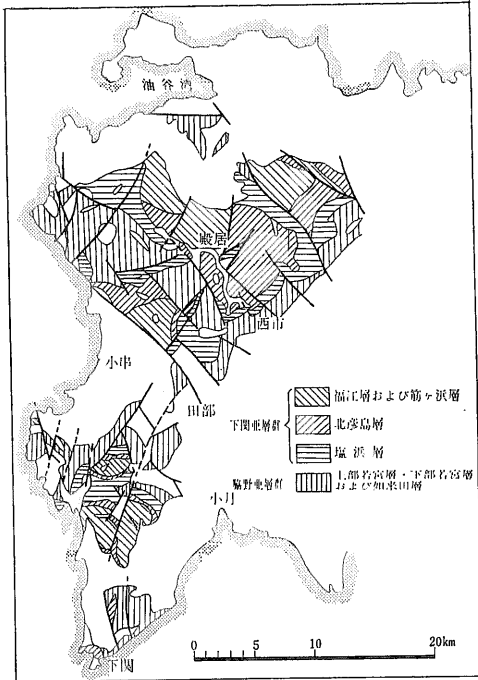 油谷湾
殿居
西市
小串
田部
小月
下関
下関亜層群
福江層および筋ヶ浜層
北彦島層
塩浜層
脇野亜層群
上部若宮層・下部若宮層
および如来田層
0 5 10 20km